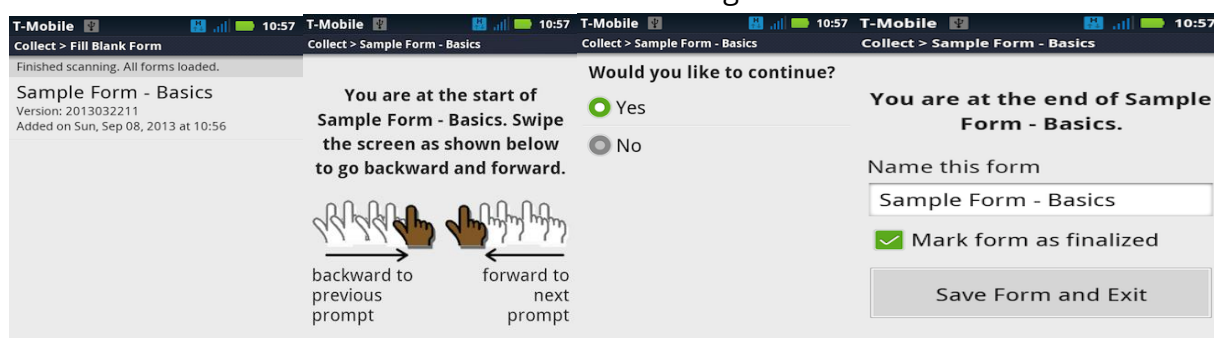 T-Mobile 10:57
Collect > Fill Blank Form
Finished scanning. All forms loaded.
Sample Form - Basics
Version: 2013032211
Added on Sun, Sep 08, 2013 at 10:56
T-Mobile H 10:57
Collect > Sample Form - Basics
You are at the start of
Sample Form - Basics. Swipe
the screen as shown below
to go backward and forward.
backward to
previous
prompt
forward to
next
prompt
T-Mobile H 10:57
Collect > Sample Form - Basics
Would you like to continue?
Yes
No
T-Mobile H 10:57
Collect > Sample Form - Basics
You are at the end of Sample
Form - Basics.
Name this form
Sample Form - Basics
Mark form as finalized
Save Form and Exit